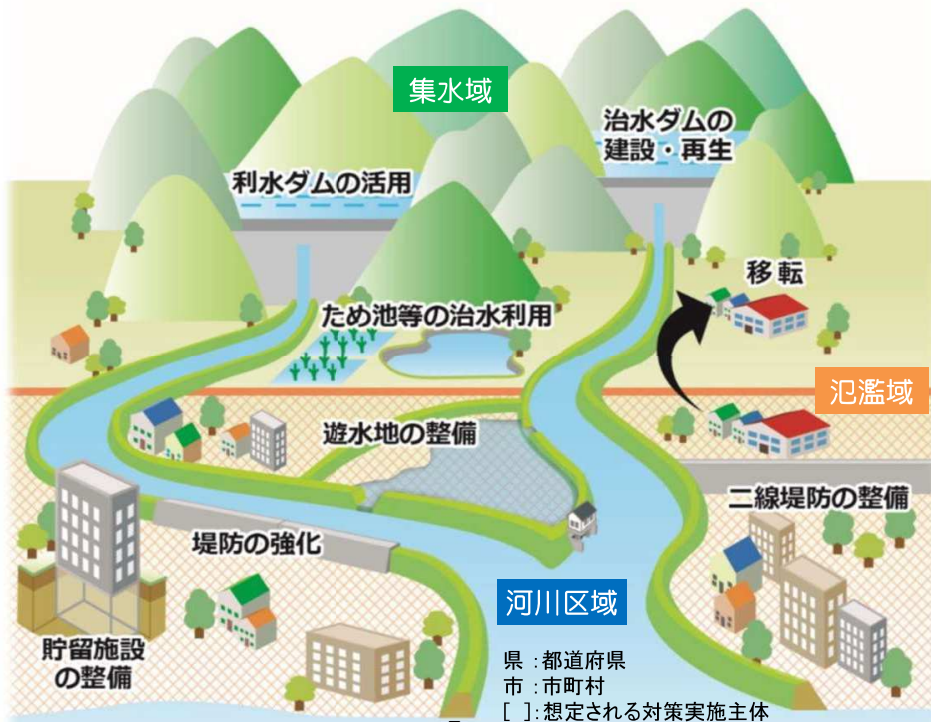 集水域
治水ダムの
建設・再生
利水ダムの活用
移転
ため池等の治水利用
氾濫域
遊水地の整備
二線堤防の整備
堤防の強化
河川区域
貯留施設
の整備
県：都道府県
市：市町村
[ ]：想定される対策実施主体